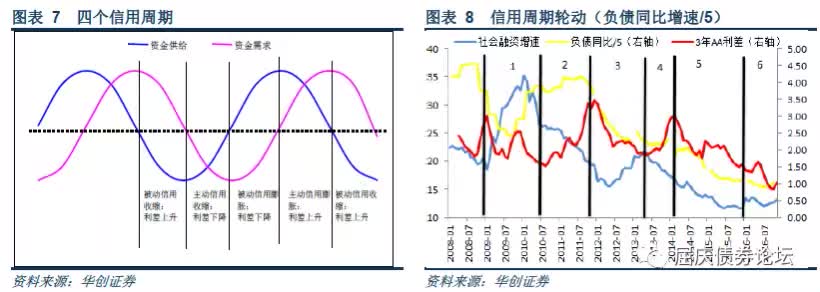 图表 7 四个信用周期
资金供给
资金需求
被动信用
收缩:
利差上升
主动信用
收缩:
利差下降
被动信用膨
胀:
利差下降
主动信用膨
胀:
利差上升
被动信用收
缩:
利差上升
资料来源：华创证券
图表 8 信用周期轮动（负债同比增速/5）
社会融资增速
负债同比/5（右轴）
3年AA利差（右轴）
40
35
30
25
20
15
10
5.00
4.50
4.00
3.50
3.00
2.50
2.00
1.50
1.00
0.50
0.00
1
2
3
4
5
6
2008-01
2008-07
2009-01
2009-07
2010-01
2010-07
2011-01
2011-07
2012-01
2012-07
2013-01
2013-07
2014-01
2014-07
2015-01
2015-07
2016-01
2016-07
屈庆债券论坛
资料来源：华创证券